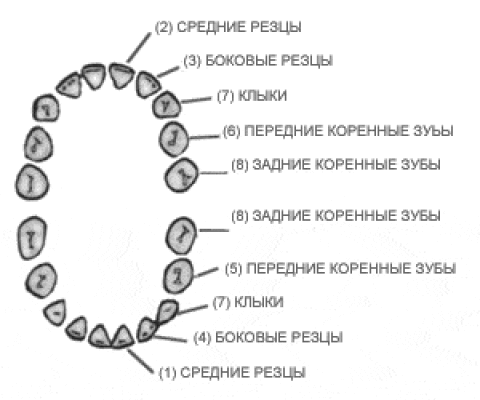 (2) СРЕДНИЕ РЕЗЦЫ
(3) БОКОВЫЕ РЕЗЦЫ
(7) КЛЫКИ
(6) ПЕРЕДНИЕ КОРЕННЫЕ ЗУБЫ
(8) ЗАДНИЕ КОРЕННЫЕ ЗУБЫ
(8) ЗАДНИЕ КОРЕННЫЕ ЗУБЫ
(5) ПЕРЕДНИЕ КОРЕННЫЕ ЗУБЫ
(7) КЛЫКИ
(4) БОКОВЫЕ РЕЗЦЫ
(1) СРЕДНИЕ РЕЗЦЫ